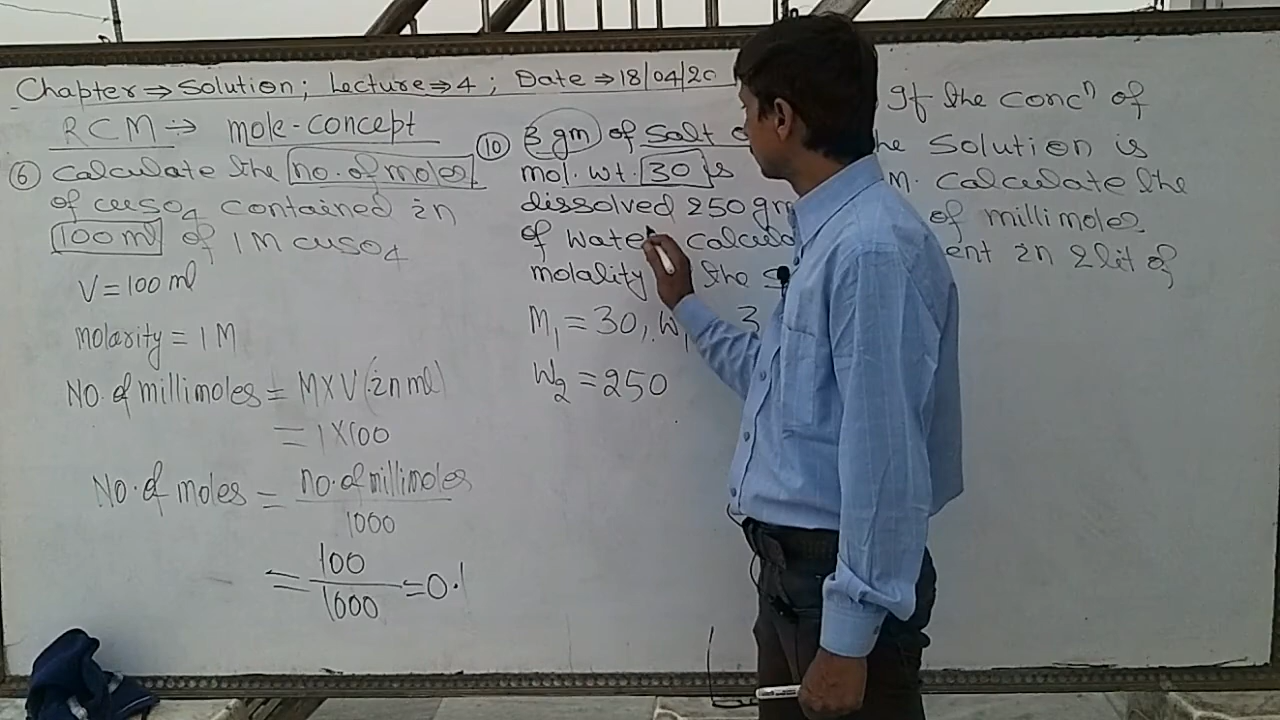 Chapter ⇒ Solution; Lecture ⇒ 4; Date ⇒ 18/04/20
RCM ⇒ mole-concept
⑥ Calculate the no. of moles
of CuSO4 contained in
100 ml of 1M CuSO4
V = 100 ml
molarity = 1 M
No. of millimoles = M X V (in ml)
= 1 X 100
No. of moles = no. of millimoles
1000
= 100
1000 = 0.1
⑩ 3 gm of Salt
mol. wt. 30 is
dissolved 250 gm
of Water
molality the
M1 = 30, W1 3
W2 = 250
If the concⁿ of
Solution is
M. Calculate the
of millimoles
in 2 lit of